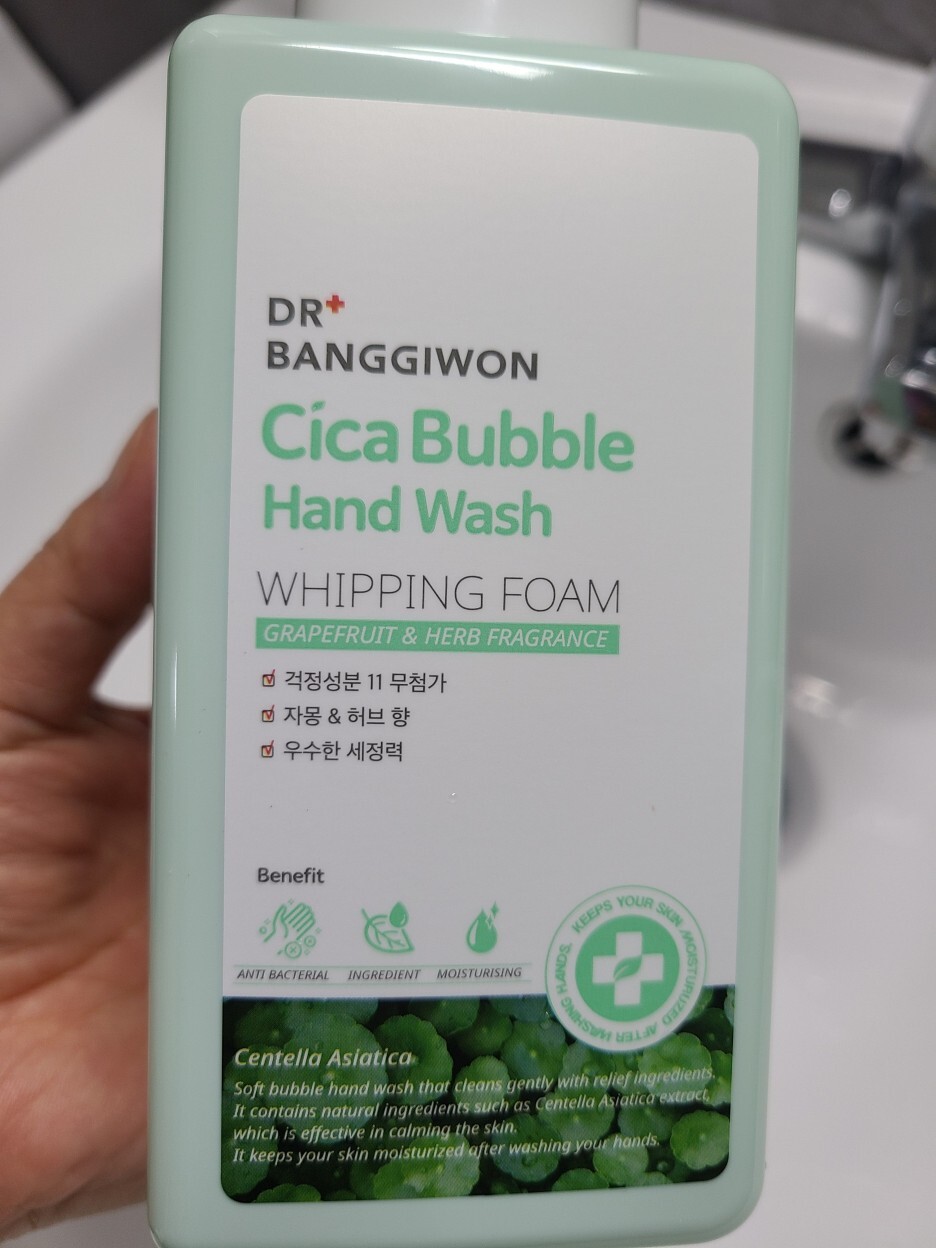 DR+
BANGGIWON
Cica Bubble
Hand Wash
WHIPPING FOAM
GRAPEFRUIT & HERB FRAGRANCE
걱정성분 11 무첨가
자몽 & 허브 향
우수한 세정력
Benefit
ANTI BACTERIAL INGREDIENT MOISTURISING
KEEPS YOUR SKIN MOISTURIZED AFTER WASHING HANDS.
Centella Asiatica
Soft bubble hand wash that cleans gently with relief ingredients.
It contains natural ingredients such as Centella Asiatica extract,
which is effective in calming the skin.
It keeps your skin moisturized after washing your hands.